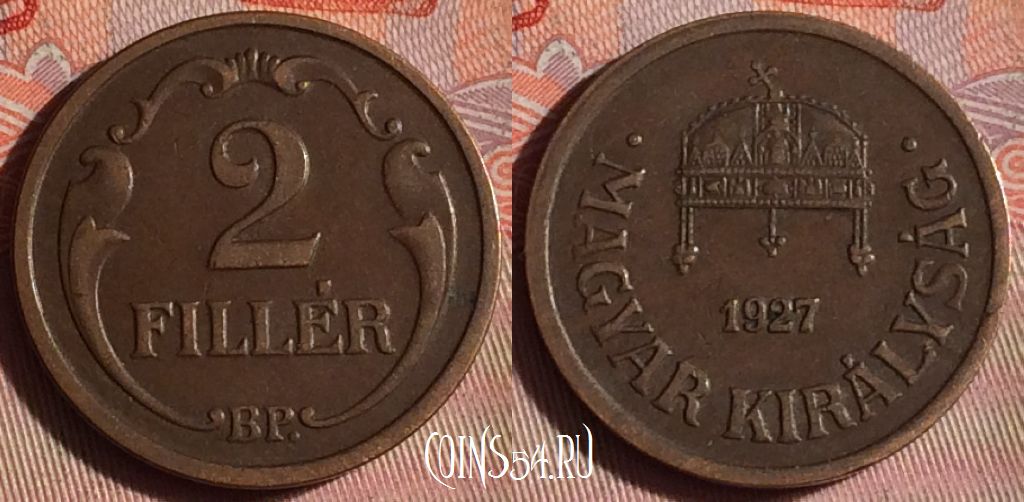 2
FILLÉR
BP.
· MAGYAR KIRÁLYSÁG ·
1927
COINS54.RU